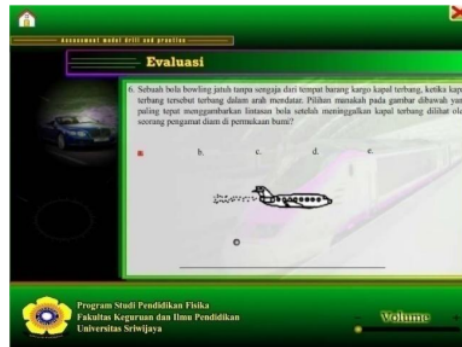 Assessment model drill and practice
Evaluasi
6. Sebuah bola bowling jatuh tanpa sengaja dari tempat barang kargo kapal terbang, ketika kap
terbang tersebut terbang dalam arah mendatar. Pilihan manakah pada gambar dibawah yan
paling tepat menggambarkan lintasan bola setelah meninggalkan kapal terbang dilihat ole
seorang pengamat diam di permukaan bumi?
b. c. d. e.
Program Studi Pendidikan Fisika
Fakultas Keguruan dan Ilmu Pendidikan
Universitas Sriwijaya
Volume